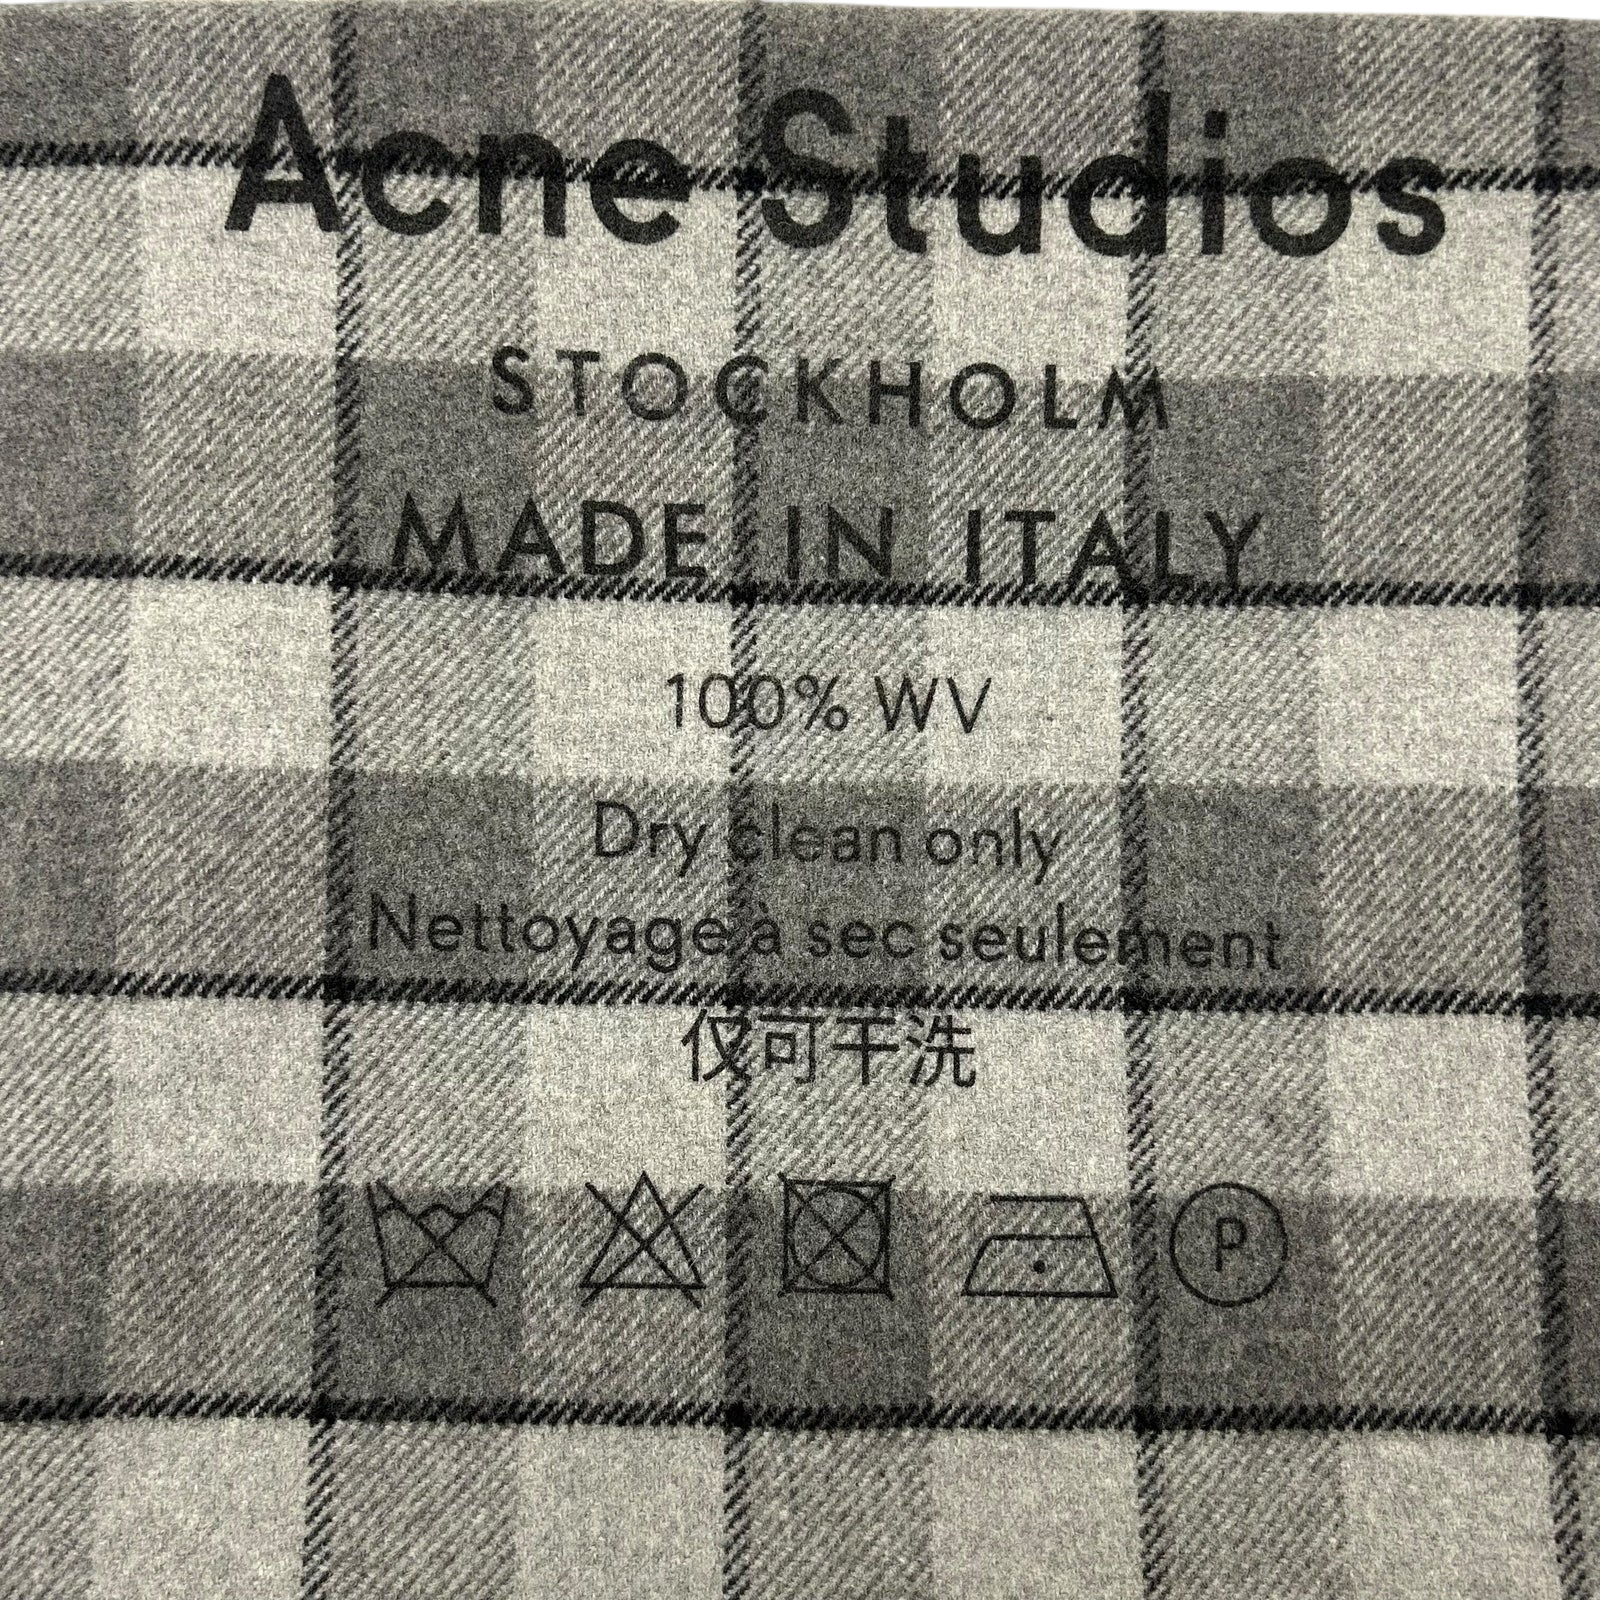 Acne Studios
STOCKHOLM
MADE IN ITALY
100% WV
Dry clean only
Nettoyage à sec seulement
仅可干洗
P